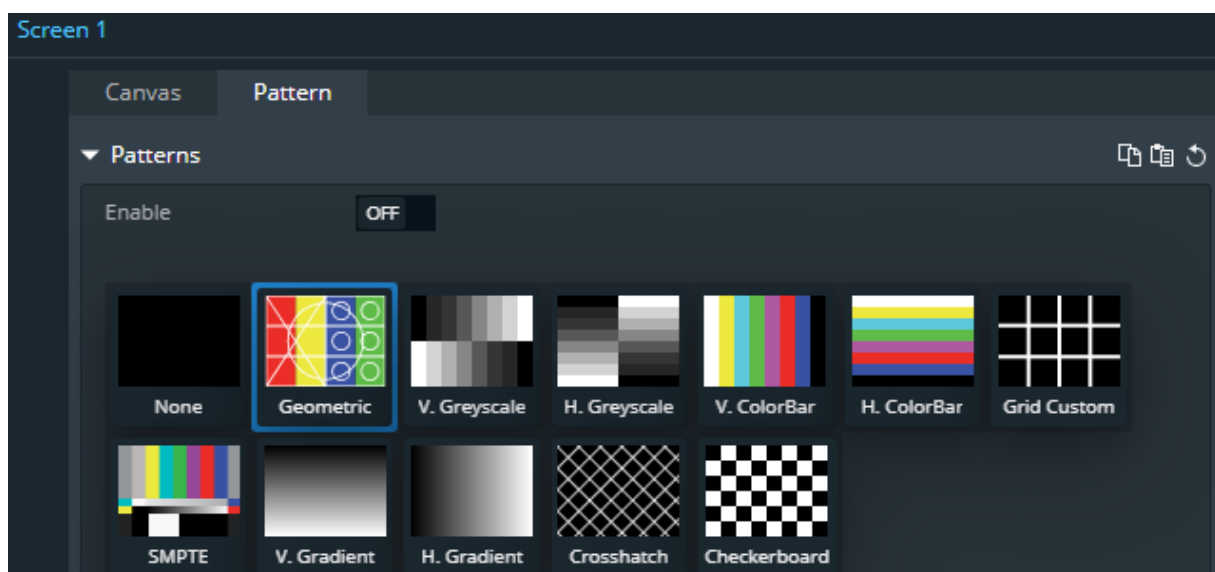 Screen 1
Canvas Pattern
Patterns
Enable OFF
None Geometric V. Greyscale H. Greyscale V. ColorBar H. ColorBar Grid Custom
SMPTE V. Gradient H. Gradient Crosshatch Checkerboard